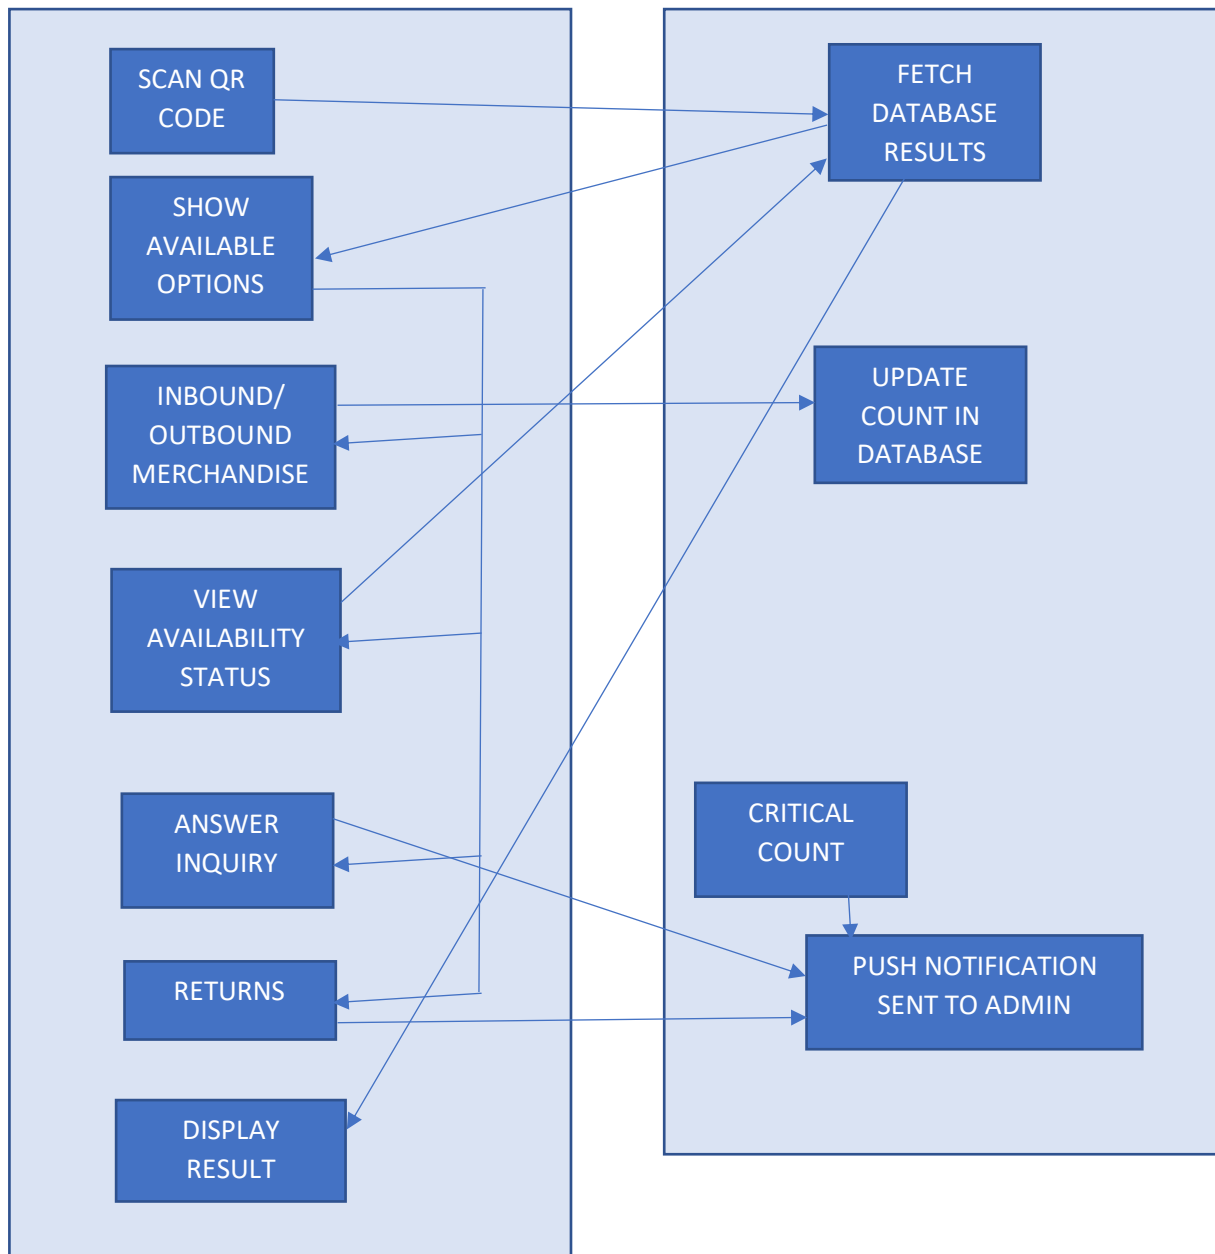 SCAN QR
CODE
SHOW
AVAILABLE
OPTIONS
INBOUND/
OUTBOUND
MERCHANDISE
VIEW
AVAILABILITY
STATUS
ANSWER
INQUIRY
RETURNS
DISPLAY
RESULT
FETCH
DATABASE
RESULTS
UPDATE
COUNT IN
DATABASE
CRITICAL
COUNT
PUSH NOTIFICATION
SENT TO ADMIN